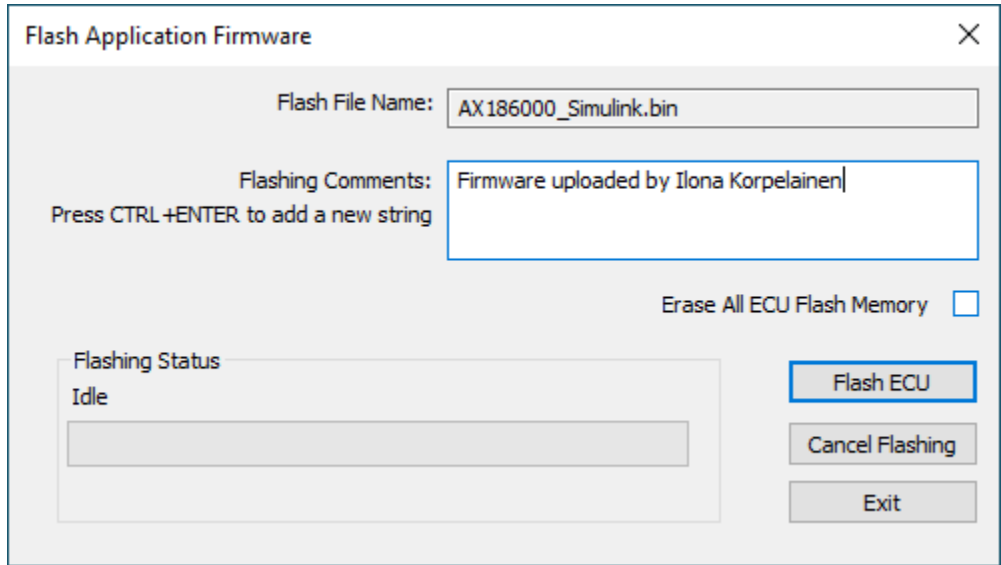 Flash Application Firmware
Flash File Name:
AX186000_Simulink.bin
Flashing Comments:
Press CTRL+ENTER to add a new string
Firmware uploaded by Ilona Korpelainen
Erase All ECU Flash Memory
Flashing Status
Idle
Flash ECU
Cancel Flashing
Exit